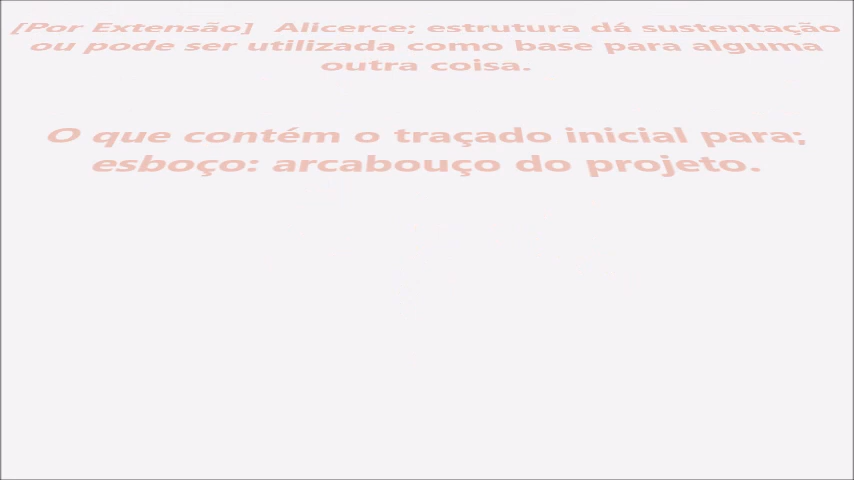 [Por Extensão]  Alicerce; estrutura dá sustentação
ou pode ser utilizada como base para alguma
outra coisa.
O que contém o traçado inicial para;
esboço: arcabouço do projeto.